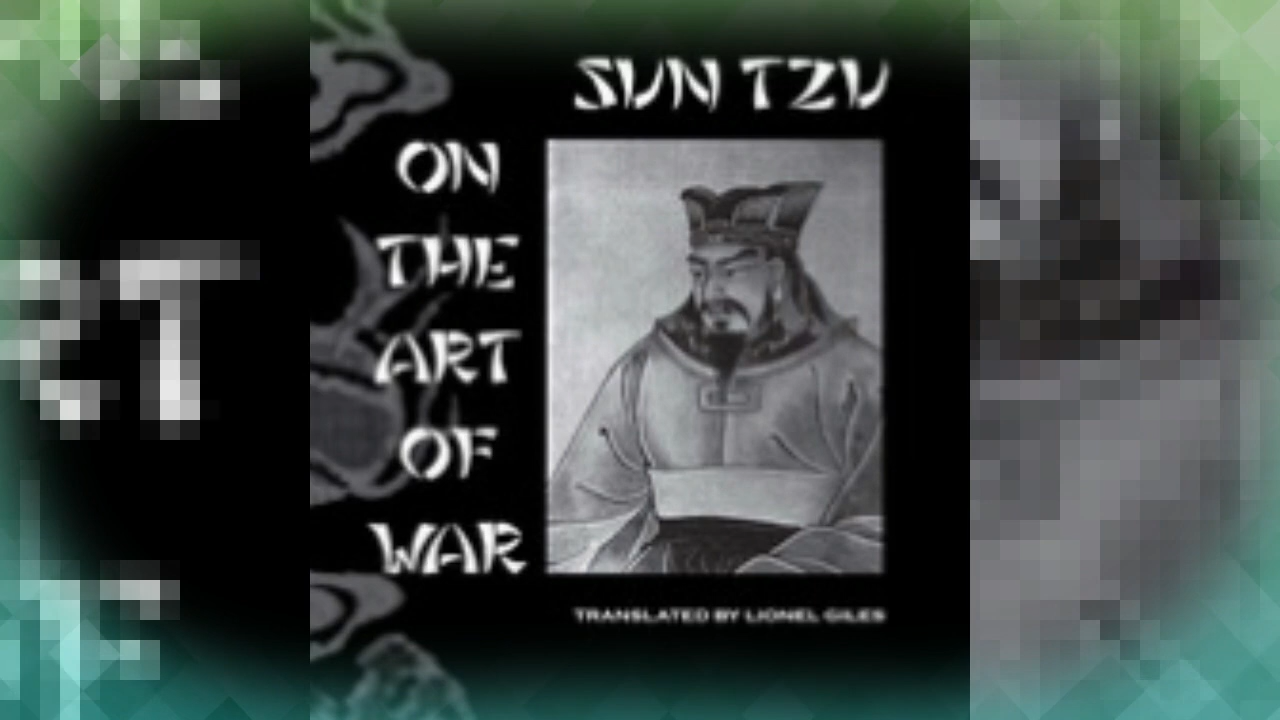 SUN TZU
ON
THE
ART
OF
WAR
TRANSLATED BY LIONEL GILES